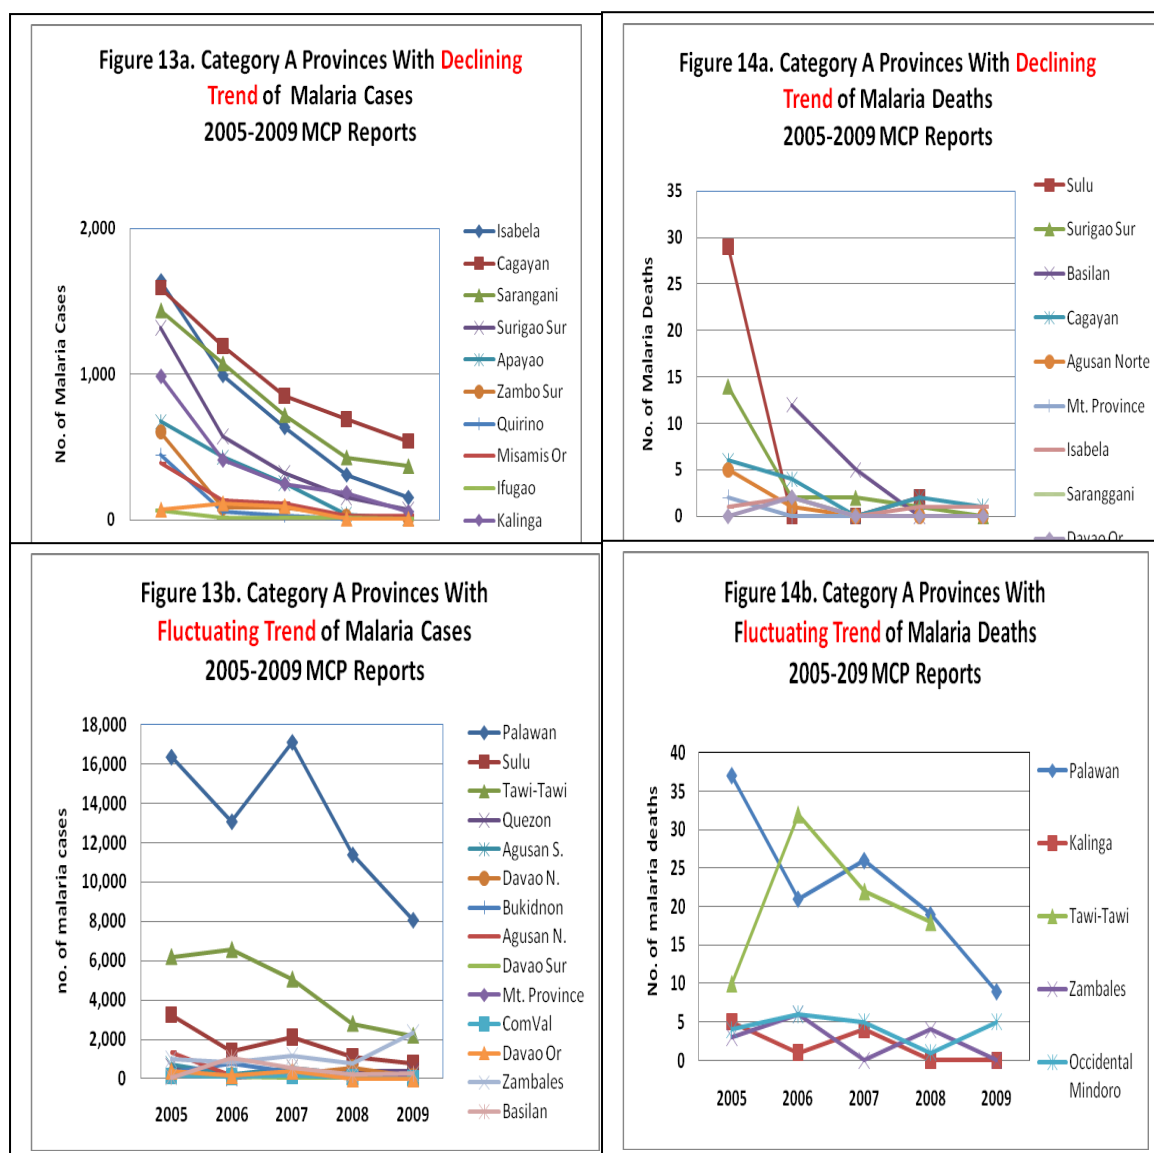 Figure 13a. Category A Provinces With Declining
Trend of Malaria Cases
2005-2009 MCP Reports
2,000
1,000
0
No. of Malaria Cases
Isabela
Cagayan
Sarangani
Surigao Sur
Apayao
Zambo Sur
Quirino
Misamis Or
Ifugao
Kalinga
Figure 14a. Category A Provinces With Declining
Trend of Malaria Deaths
2005-2009 MCP Reports
35
30
25
20
15
10
5
0
No. of Malaria Deaths
Sulu
Surigao Sur
Basilan
Cagayan
Agusan Norte
Mt. Province
Isabela
Saranggani
Davao Or
Figure 13b. Category A Provinces With
Fluctuating Trend of Malaria Cases
2005-2009 MCP Reports
18,000
16,000
14,000
12,000
10,000
8,000
6,000
4,000
2,000
0
no. of malaria cases
2005 2006 2007 2008 2009
Palawan
Sulu
Tawi-Tawi
Quezon
Agusan S.
Davao N.
Bukidnon
Agusan N.
Davao Sur
Mt. Province
ComVal
Davao Or
Zambales
Basilan
Figure 14b. Category A Provinces With
Fluctuating Trend of Malaria Deaths
2005-209 MCP Reports
40
35
30
25
20
15
10
5
0
No. of malaria deaths
2005 2006 2007 2008 2009
Palawan
Kalinga
Tawi-Tawi
Zambales
Occidental
Mindoro